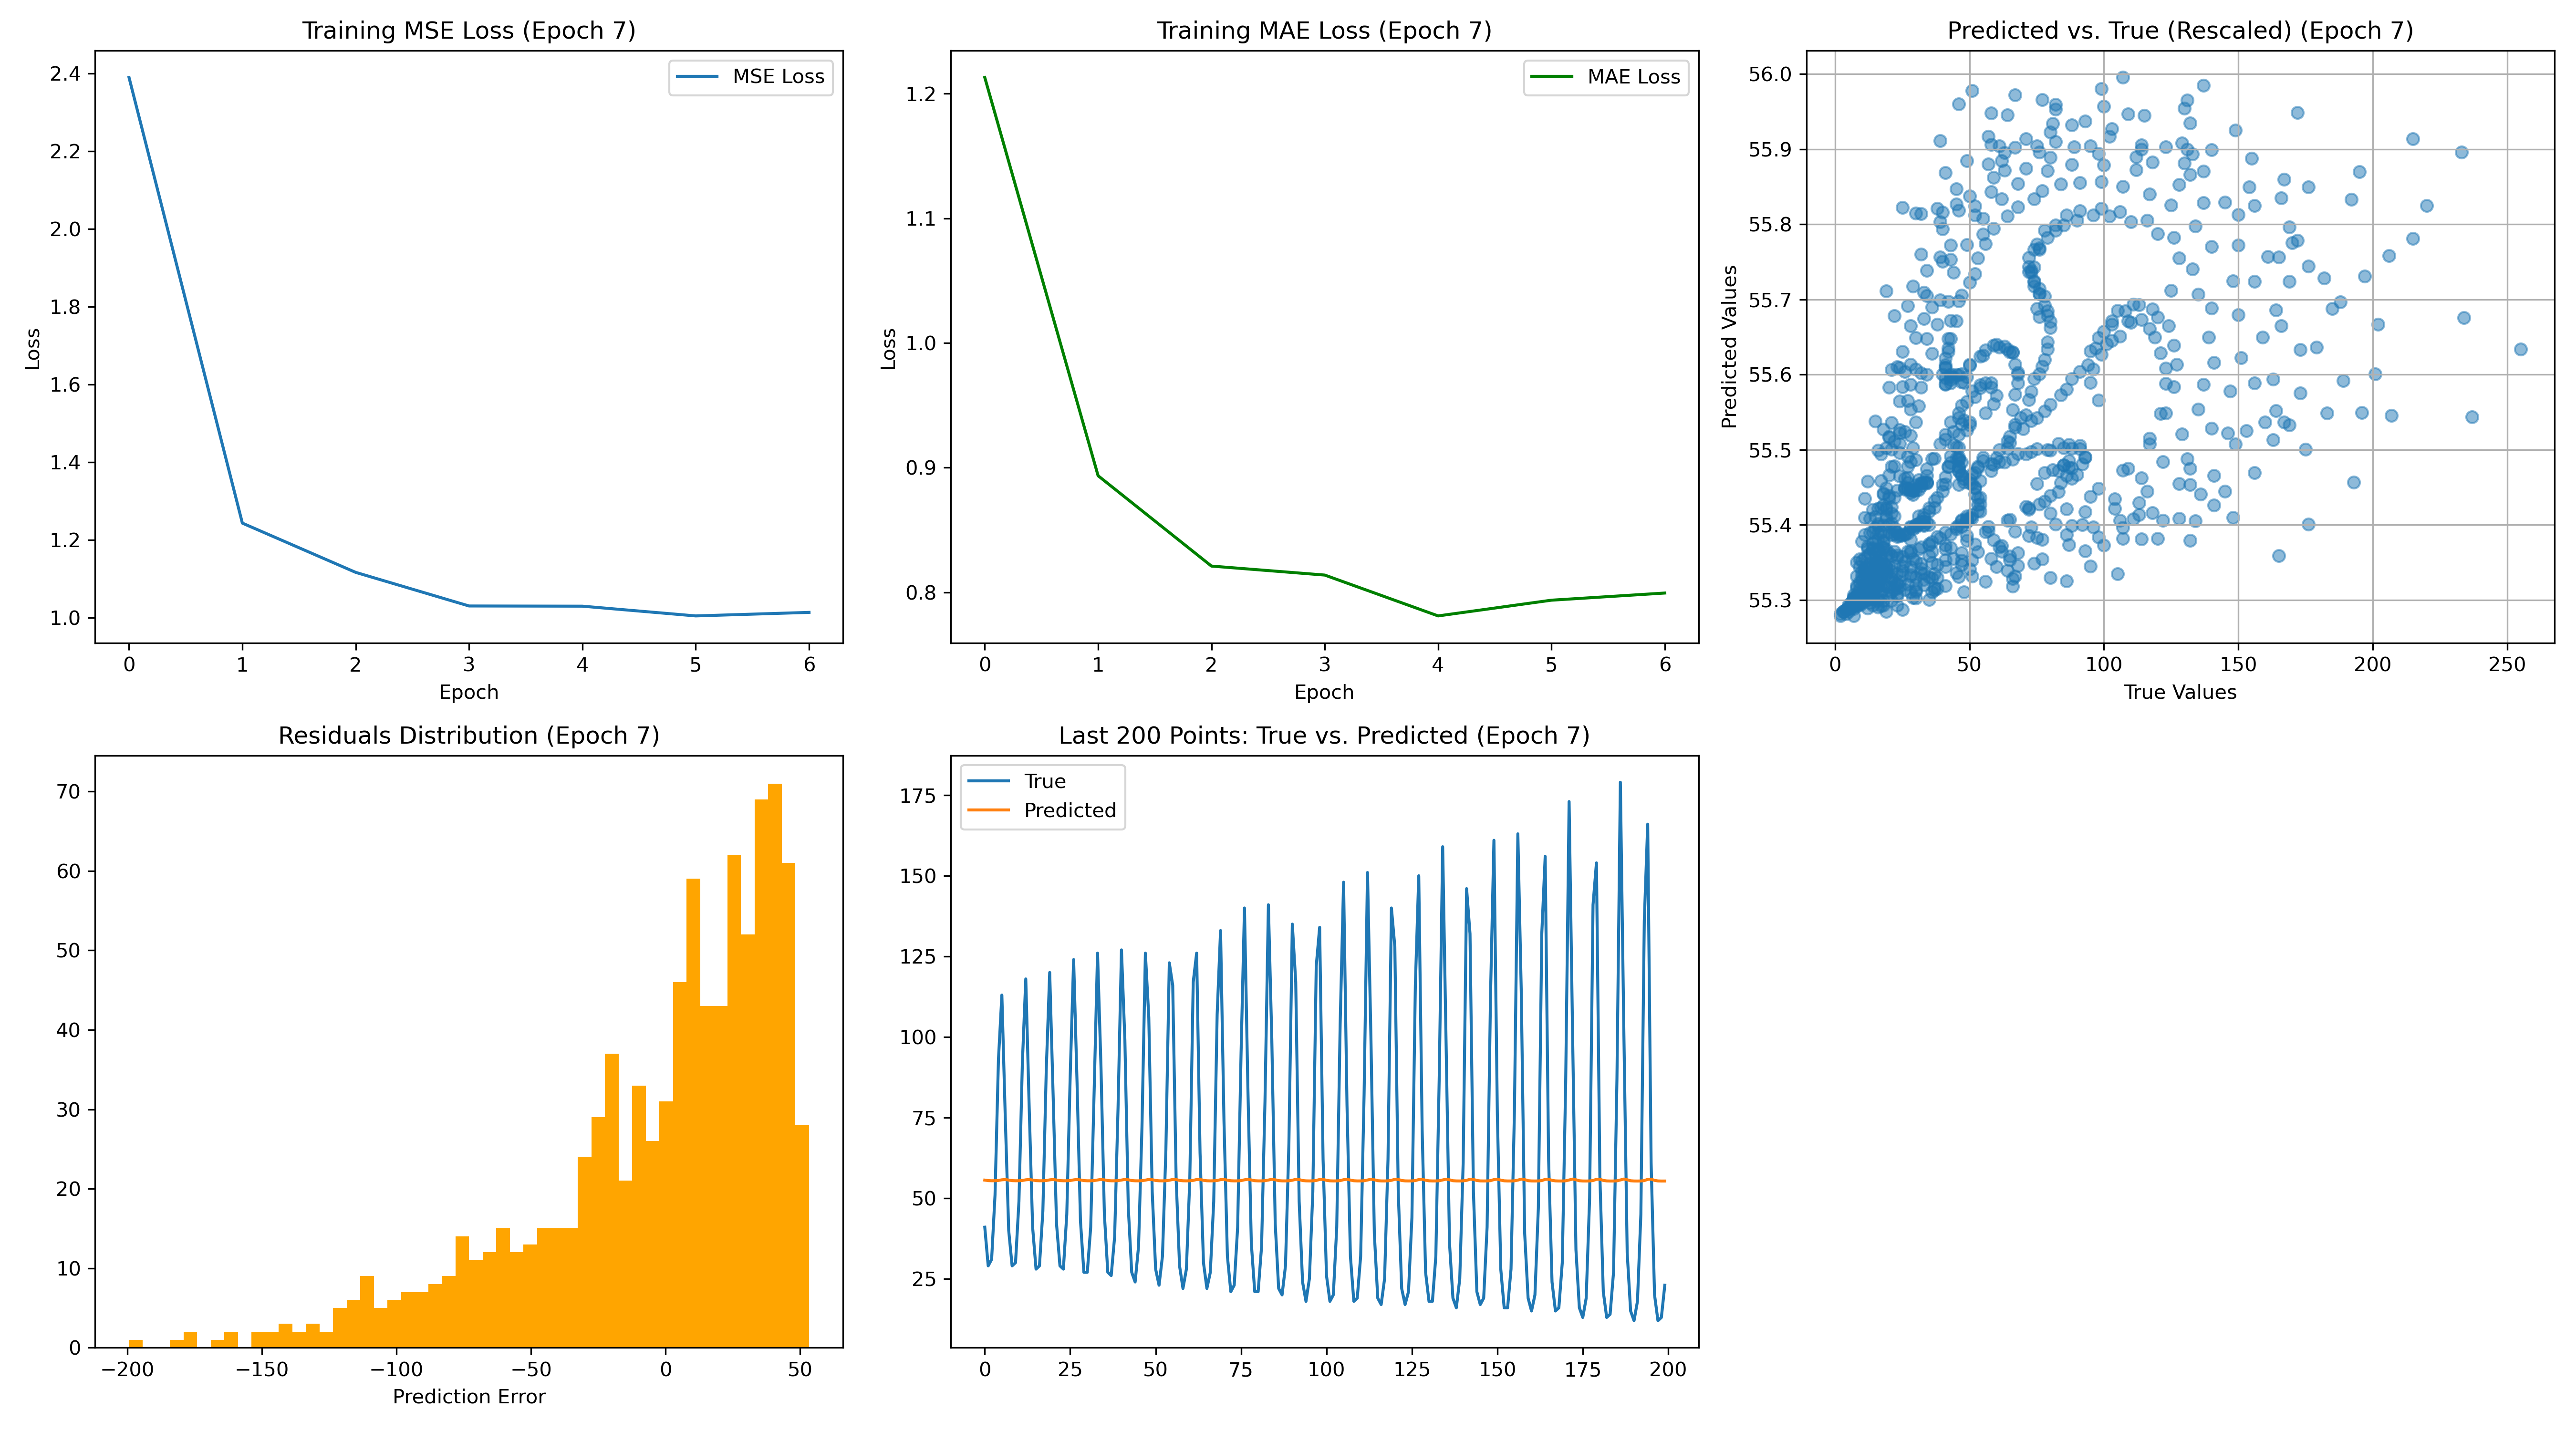 Training MSE Loss (Epoch 7)
MSE Loss
2.4
2.2
2.0
1.8
1.6
1.4
1.2
1.0
Loss
0 1 2 3 4 5 6
Epoch
Training MAE Loss (Epoch 7)
MAE Loss
1.2
1.1
1.0
0.9
0.8
Loss
0 1 2 3 4 5 6
Epoch
Predicted vs. True (Rescaled) (Epoch 7)
56.0
55.9
55.8
55.7
55.6
55.5
55.4
55.3
Predicted Values
0 50 100 150 200 250
True Values
Residuals Distribution (Epoch 7)
70
60
50
40
30
20
10
0
−200 −150 −100 −50 0 50
Prediction Error
Last 200 Points: True vs. Predicted (Epoch 7)
True
Predicted
175
150
125
100
75
50
25
0 25 50 75 100 125 150 175 200